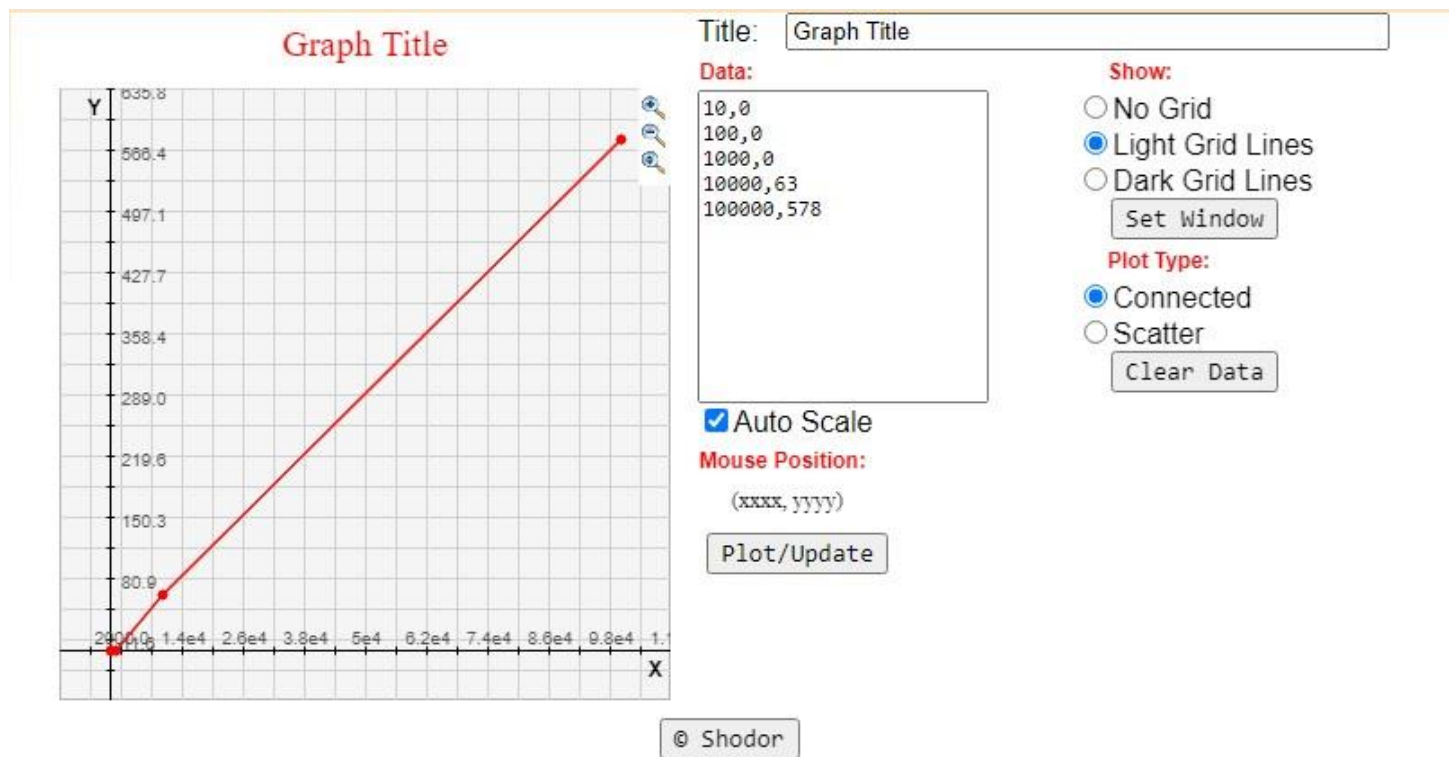 Graph Title
Y
635.8
566.4
497.1
427.7
358.4
289.0
219.6
150.3
80.9
1.4e4 2.6e4 3.8e4 5e4 6.2e4 7.4e4 8.6e4 9.8e4
X
Title: Graph Title
Data:
10,0
100,0
1000,0
10000,63
100000,578
Auto Scale
Mouse Position:
(xxxx, yyyy)
Plot/Update
Show:
No Grid
Light Grid Lines
Dark Grid Lines
Set Window
Plot Type:
Connected
Scatter
Clear Data
© Shodor